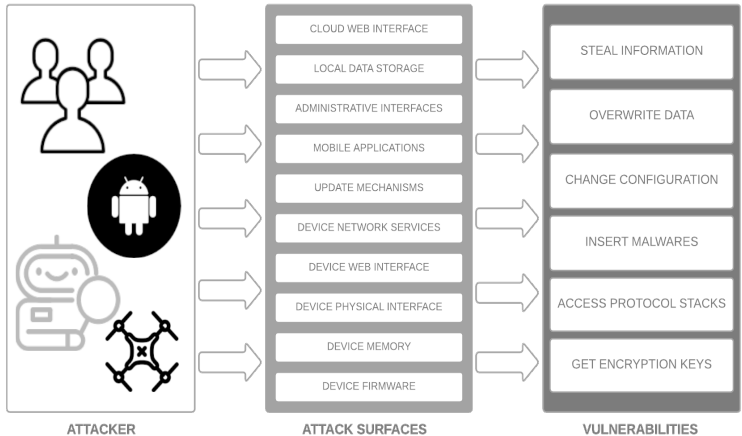 CLOUD WEB INTERFACE
LOCAL DATA STORAGE
ADMINISTRATIVE INTERFACES
MOBILE APPLICATIONS
UPDATE MECHANISMS
DEVICE NETWORK SERVICES
DEVICE WEB INTERFACE
DEVICE PHYSICAL INTERFACE
DEVICE MEMORY
DEVICE FIRMWARE
STEAL INFORMATION
OVERWRITE DATA
CHANGE CONFIGURATION
INSERT MALWARES
ACCESS PROTOCOL STACKS
GET ENCRYPTION KEYS
ATTACKER
ATTACK SURFACES
VULNERABILITIES